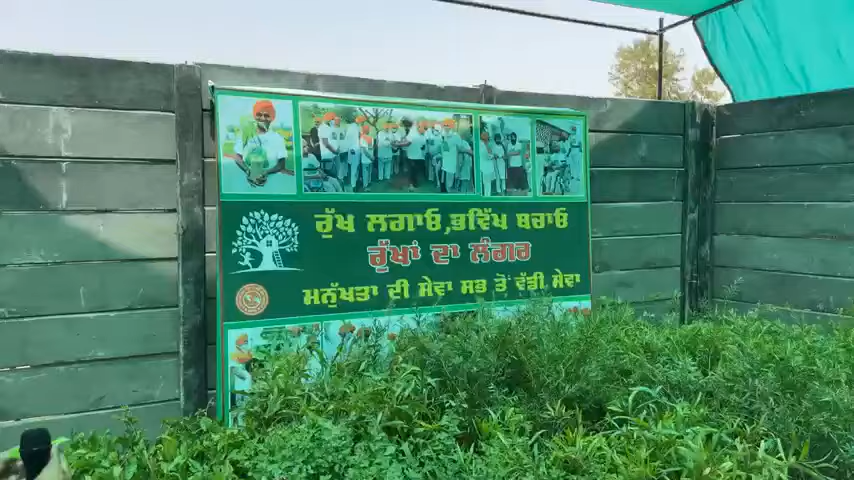 ਰੁੱਖ ਲਗਾਓ,ਭਵਿੱਖ ਬਚਾਓ
ਰੁੱਖਾਂ ਦਾ ਲੰਗਰ
ਮਨੁੱਖਤਾ ਦੀ ਸੇਵਾ ਸਭ ਤੋਂ ਵੱਡੀ ਸੇਵਾ